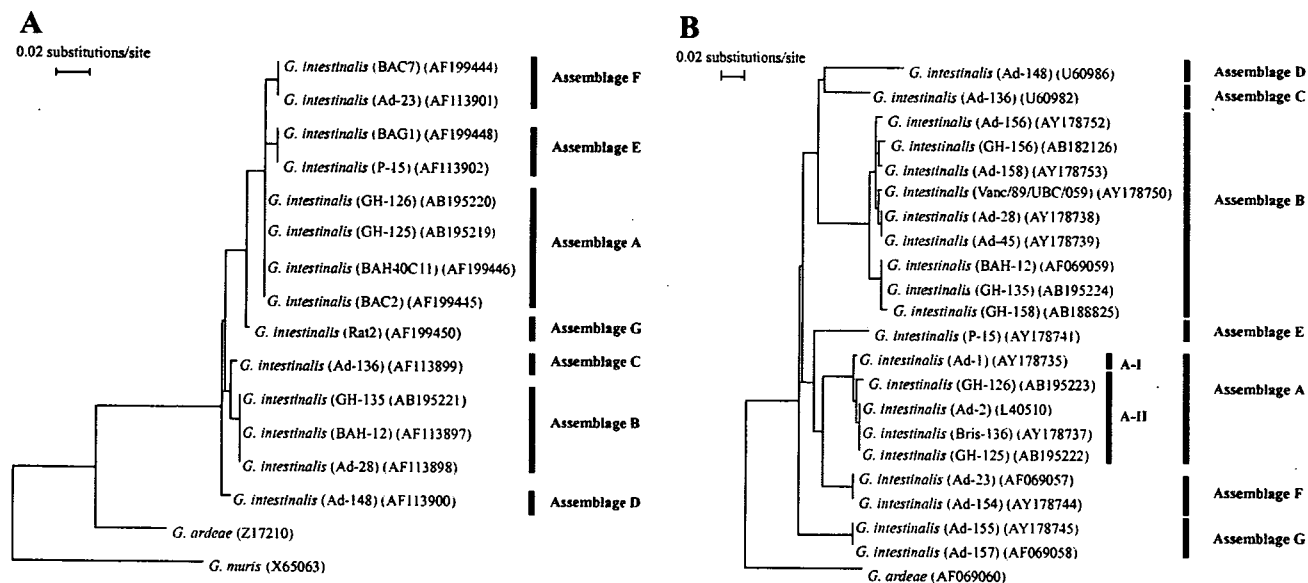 A
0.02 substitutions/site
G. intestinalis (BAC7) (AF199444)
G. intestinalis (Ad-23) (AF113901)
Assemblage F
G. intestinalis (BAG1) (AF199448)
G. intestinalis (P-15) (AF113902)
Assemblage E
G. intestinalis (GH-126) (AB195220)
G. intestinalis (GH-125) (AB195219)
G. intestinalis (BAH40C11) (AF199446)
G. intestinalis (BAC2) (AF199445)
Assemblage A
G. intestinalis (Rat2) (AF199450)
Assemblage G
G. intestinalis (Ad-136) (AF113899)
Assemblage C
G. intestinalis (GH-135 (AB195221)
G. intestinalis (BAH-12) (AF113897)
G. intestinalis (Ad-28) (AF113898)
Assemblage B
G. intestinalis (Ad-148) (AF113900)
Assemblage D
G. ardeae (Z17210)
G. muris (X65063)
B
0.02 substitutions/site
G. intestinalis (Ad-148) (U60986)
Assemblage D
G. intestinalis (Ad-136) (U60982)
Assemblage C
G. intestinalis (Ad-156) (AY178752)
G. intestinalis (GH-156) (AB182126)
G. intestinalis (Ad-158) (AY178753)
G. intestinalis (Vanc/89/UBC/059) (AY178750)
G. intestinalis (Ad-28) (AY178738)
G. intestinalis (Ad-45) (AY178739)
G. intestinalis (BAH-12) (AF069059)
G. intestinalis (GH-135) (AB195224)
G. intestinalis (GH-158) (AB188825)
Assemblage B
G. intestinalis (P-15) (AY178741)
Assemblage E
G. intestinalis (Ad-1) (AY178735)
A-I
G. intestinalis (GH-126) (AB195223)
G. intestinalis (Ad-2) (L40510)
G. intestinalis (Bris-136) (AY178737)
G. intestinalis (GH-125) (AB195222)
A-II
Assemblage A
G. intestinalis (Ad-23) (AF069057)
G. intestinalis (Ad-154) (AY178744)
Assemblage F
G. intestinalis (Ad-155) (AY178745)
G. intestinalis (Ad-157) (AF069058)
Assemblage G
G. ardeae (AF069060)